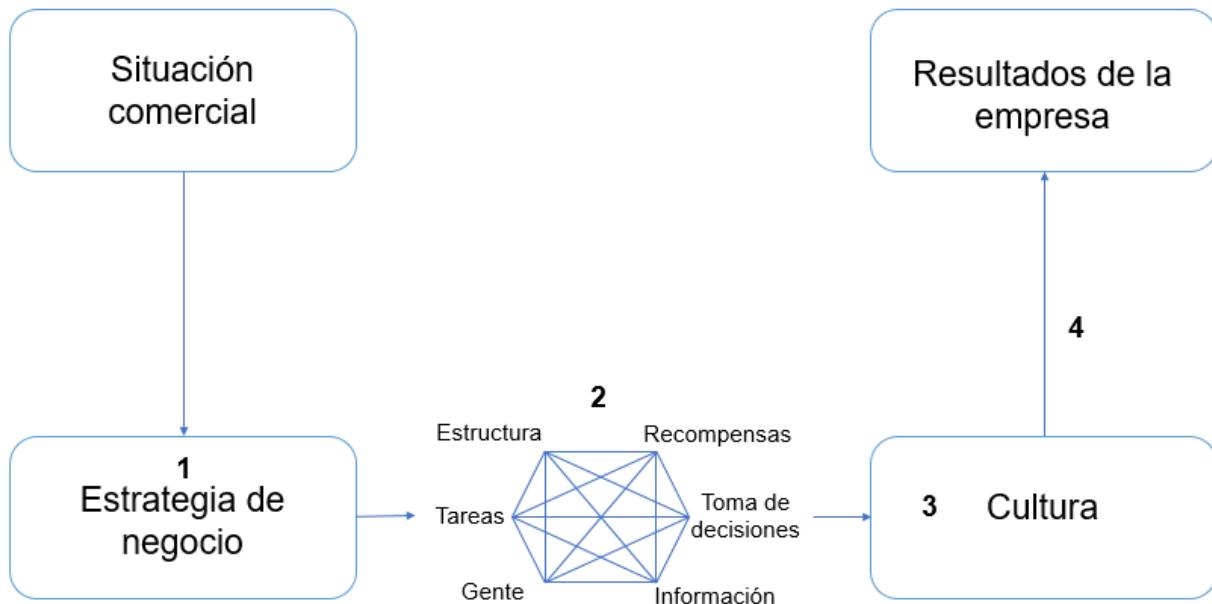 Situación
comercial
Resultados de la
empresa
4
2
Estructura
Recompensas
1
Estrategia de
negocio
Tareas
Toma de
decisiones
3
Cultura
Gente
Información